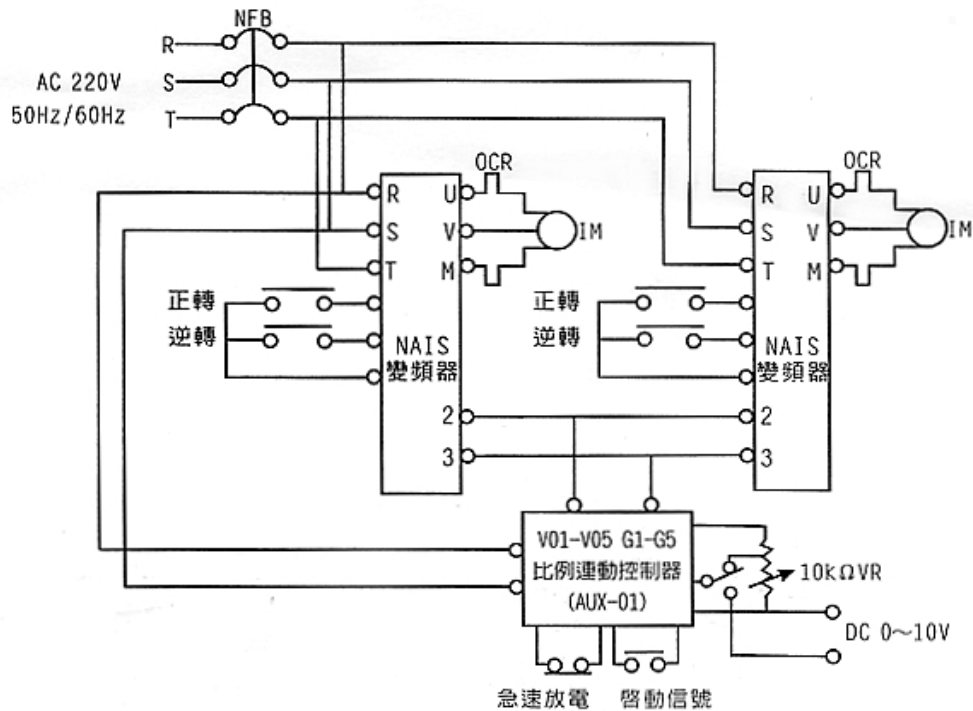 NFB
R
AC 220V
S
50Hz/60Hz
T
OCR
OCR
R U
S V
IM
T M
R U
S V
IM
T M
正轉
逆轉
NAIS
變頻器
正轉
逆轉
NAIS
變頻器
2
3
2
3
V01-V05 G1-G5
比例連動控制器
(AUX-01)
10kΩVR
DC 0～10V
急速放電
啓動信號